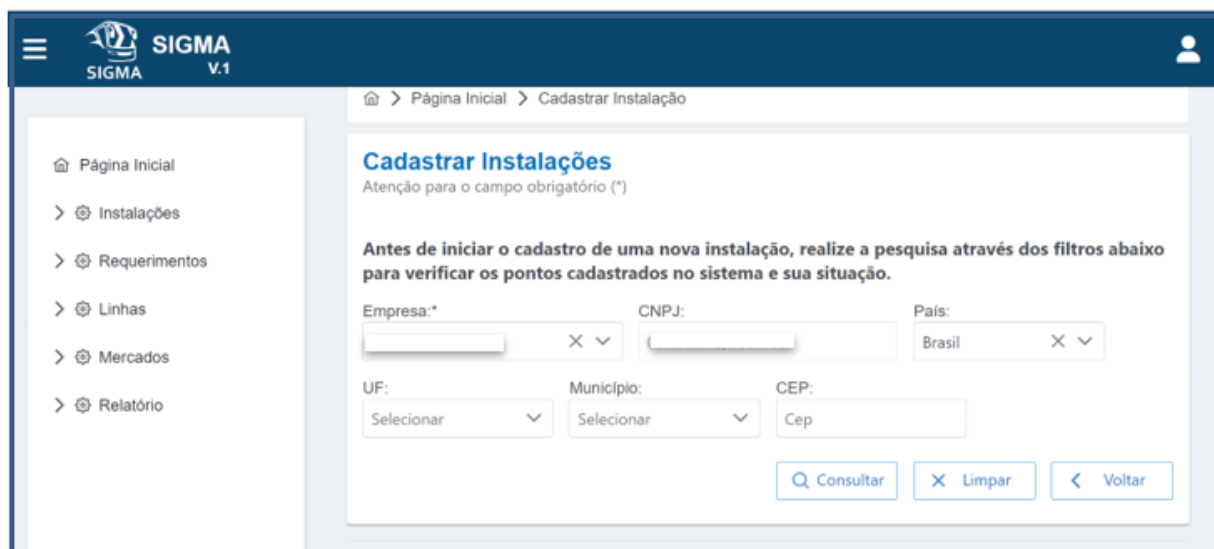 SIGMA
V.1
SIGMA
Página Inicial > Cadastrar Instalação
Página Inicial
Instalações
Requerimentos
Linhas
Mercados
Relatório
Cadastrar Instalações
Atenção para o campo obrigatório (*)
Antes de iniciar o cadastro de uma nova instalação, realize a pesquisa através dos filtros abaixo
para verificar os pontos cadastrados no sistema e sua situação.
Empresa:* CNPJ: País:
Brasil
UF: Município: CEP:
Selecionar Selecionar Cep
Consultar Limpar Voltar